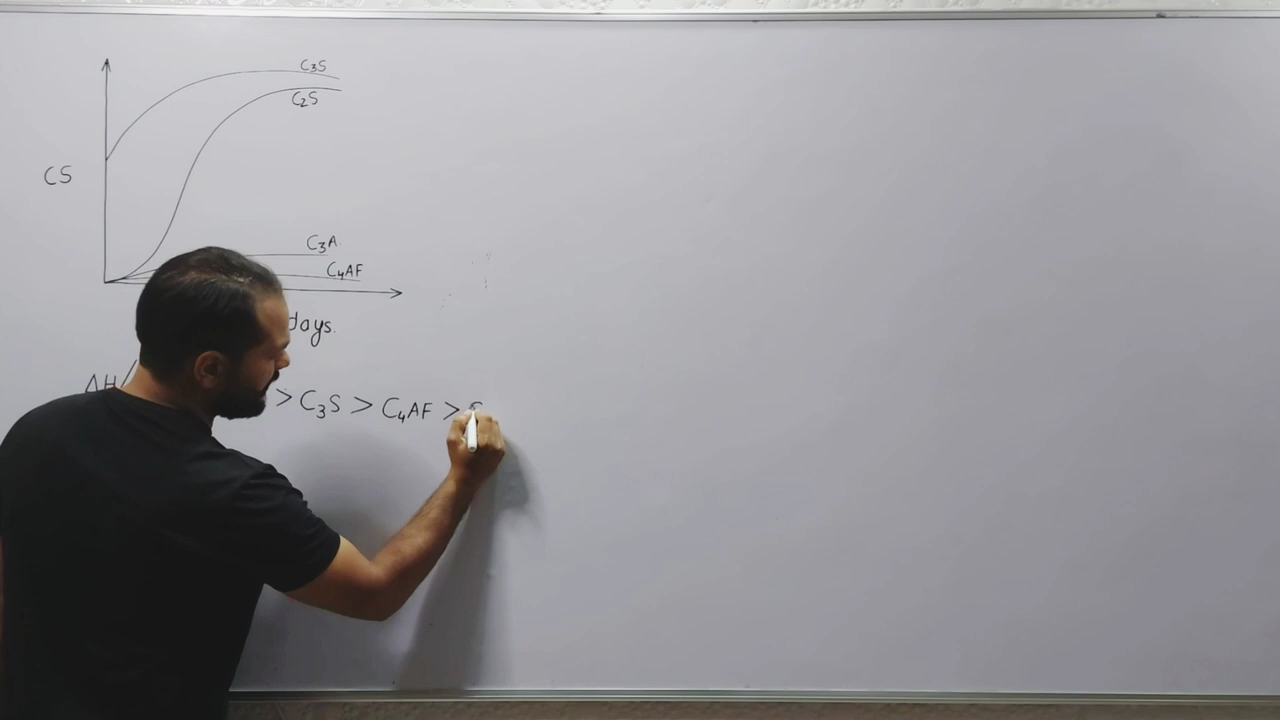 C3S
C2S
CS
C3A
C4AF
days.
ΔH/
> C3S > C4AF > C